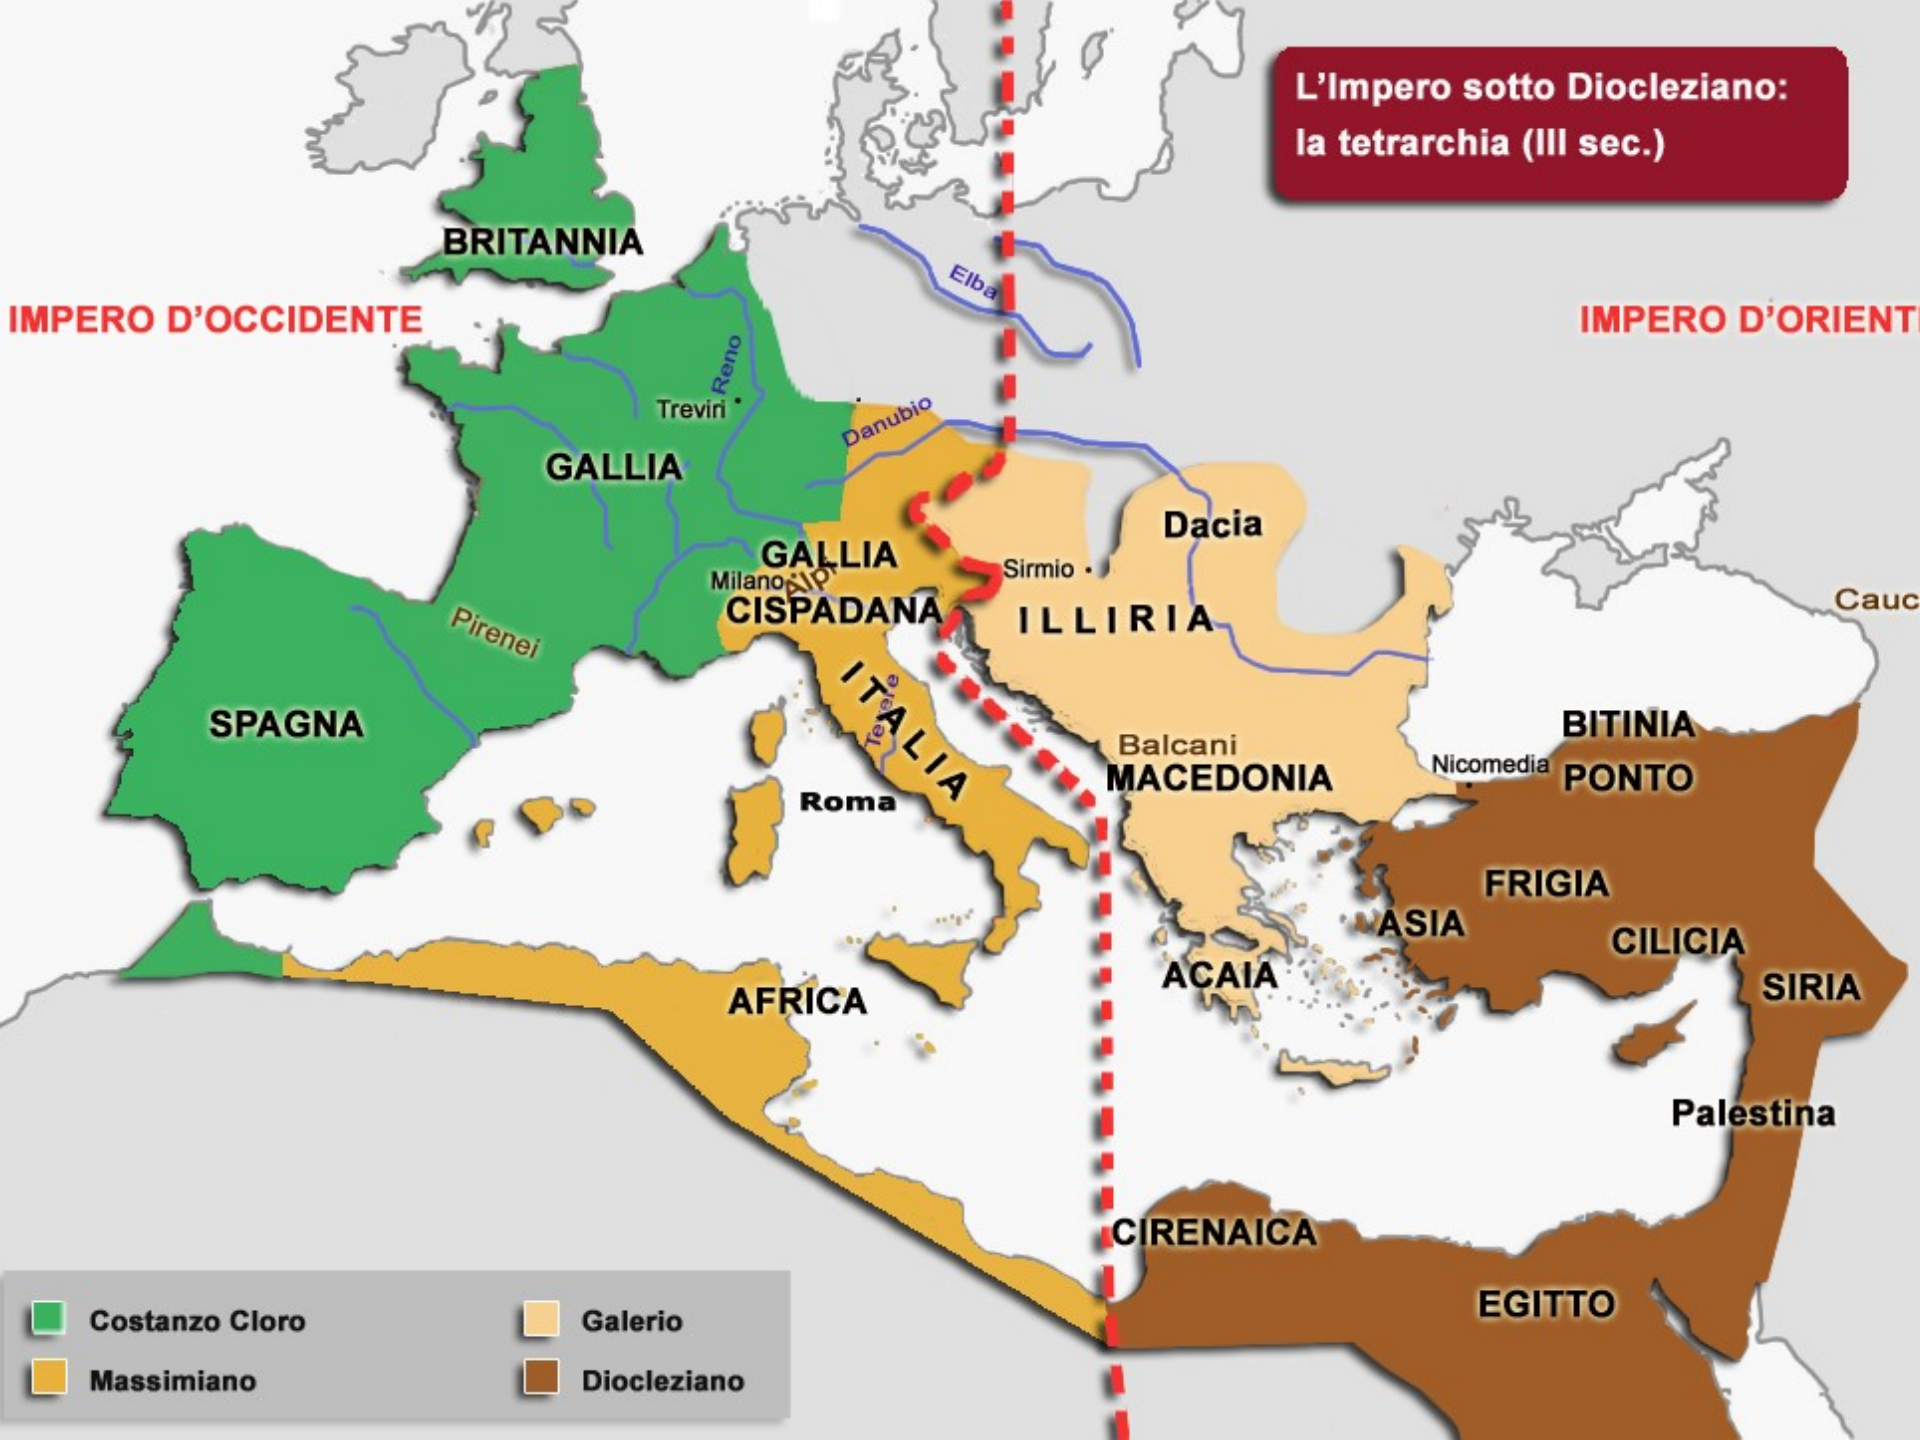 L'Impero sotto Diocleziano:
la tetrarchia (III sec.)
BRITANNIA
IMPERO D'OCCIDENTE
IMPERO D'ORIENT
Elba
Reno
Treviri
Danubio
GALLIA
Dacia
GALLIA
Milano
Alpi
CISPADANA
Sirmio
ILLIRIA
Cauc
Pirenei
ITALIA
Tevere
SPAGNA
Balcani
MACEDONIA
BITINIA
Nicomedia
PONTO
Roma
FRIGIA
ASIA
CILICIA
ACAIA
SIRIA
AFRICA
Palestina
CIRENAICA
EGITTO
Costanzo Cloro
Galerio
Massimiano
Diocleziano